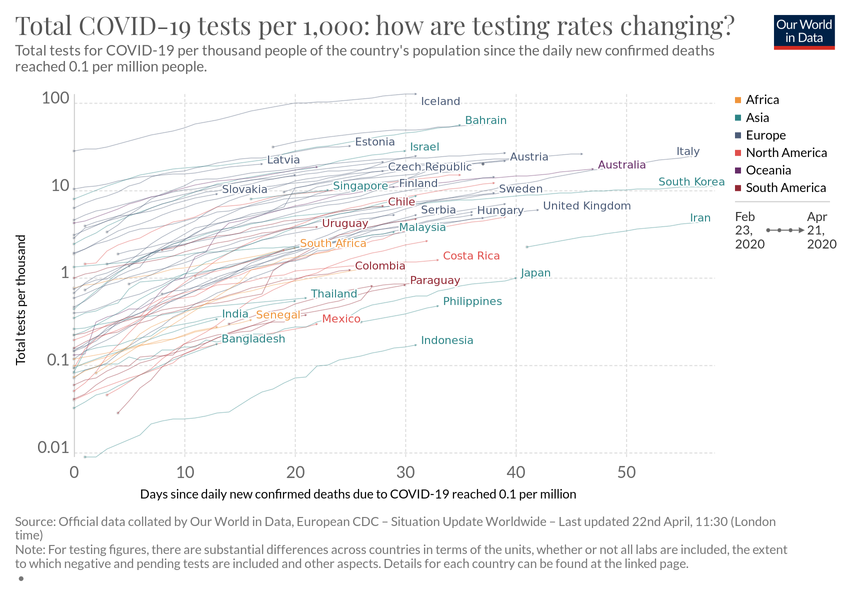 Total COVID-19 tests per 1,000: how are testing rates changing?
Our World
in Data
Total tests for COVID-19 per thousand people of the country's population since the daily new confirmed deaths
reached 0.1 per million people.
100
10
1
0.1
0.01
Total tests per thousand
Iceland
Bahrain
Estonia
Israel
Latvia
Austria
Italy
Czech Republic
Australia
Slovakia
Singapore
Finland
Sweden
South Korea
Chile
Serbia
Hungary
United Kingdom
Uruguay
Malaysia
Iran
South Africa
Costa Rica
Colombia
Japan
Paraguay
Thailand
Philippines
India
Senegal
Mexico
Bangladesh
Indonesia
0
10
20
30
40
50
Days since daily new confirmed deaths due to COVID-19 reached 0.1 per million
Africa
Asia
Europe
North America
Oceania
South America
Feb
23,
2020
Apr
21,
2020
Source: Official data collated by Our World in Data, European CDC – Situation Update Worldwide – Last updated 22nd April, 11:30 (London
time)
Note: For testing figures, there are substantial differences across countries in terms of the units, whether or not all labs are included, the extent
to which negative and pending tests are included and other aspects. Details for each country can be found at the linked page.